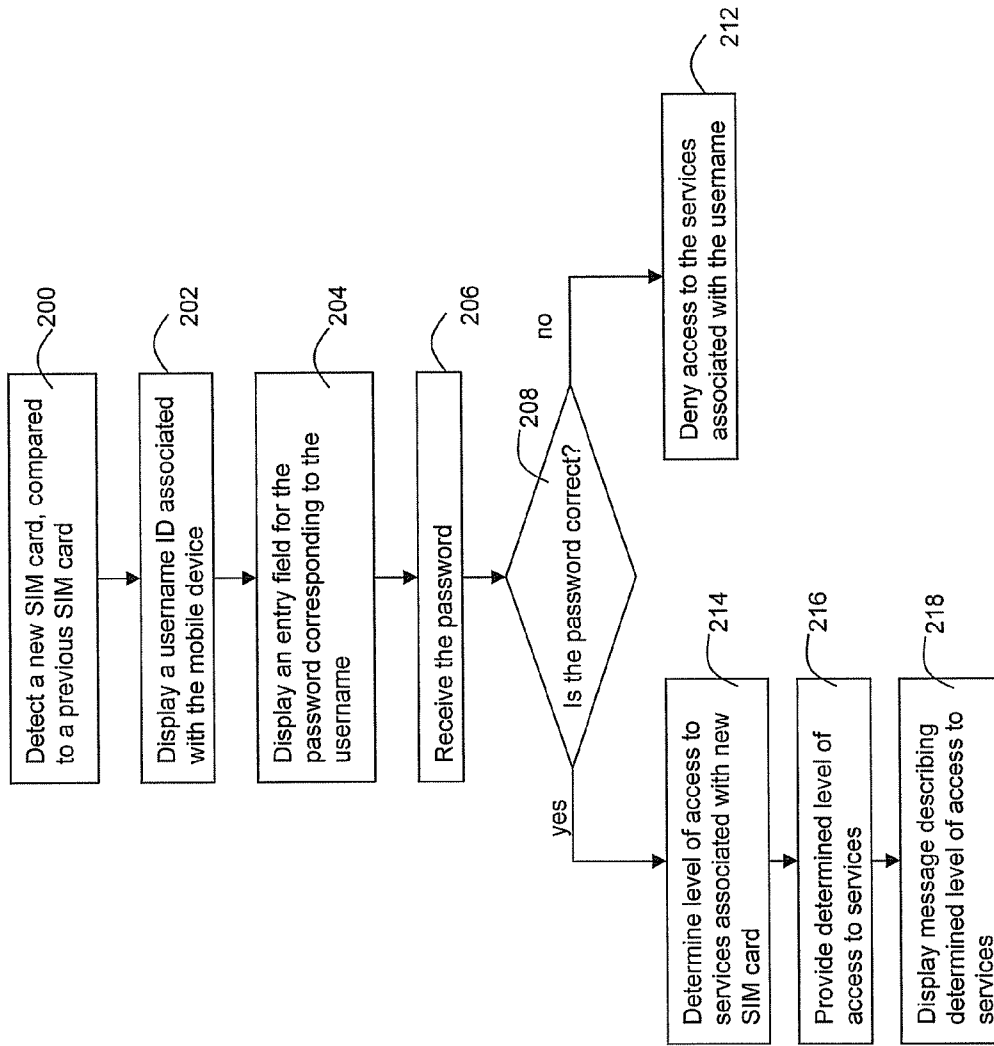 Detect a new SIM card, compared
to a previous SIM card
200
Display a username ID associated
with the mobile device
202
Display an entry field for the
password corresponding to the
username
204
Receive the password
206
Is the password correct?
208
no
Deny access to the services
associated with the username
212
yes
Determine level of access to
services associated with new
SIM card
214
Provide determined level of
access to services
216
Display message describing
determined level of access to
services
218